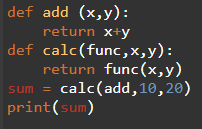 def add (x,y):
    return x+y
def calc(func,x,y):
    return func(x,y)
sum = calc(add,10,20)
print(sum)